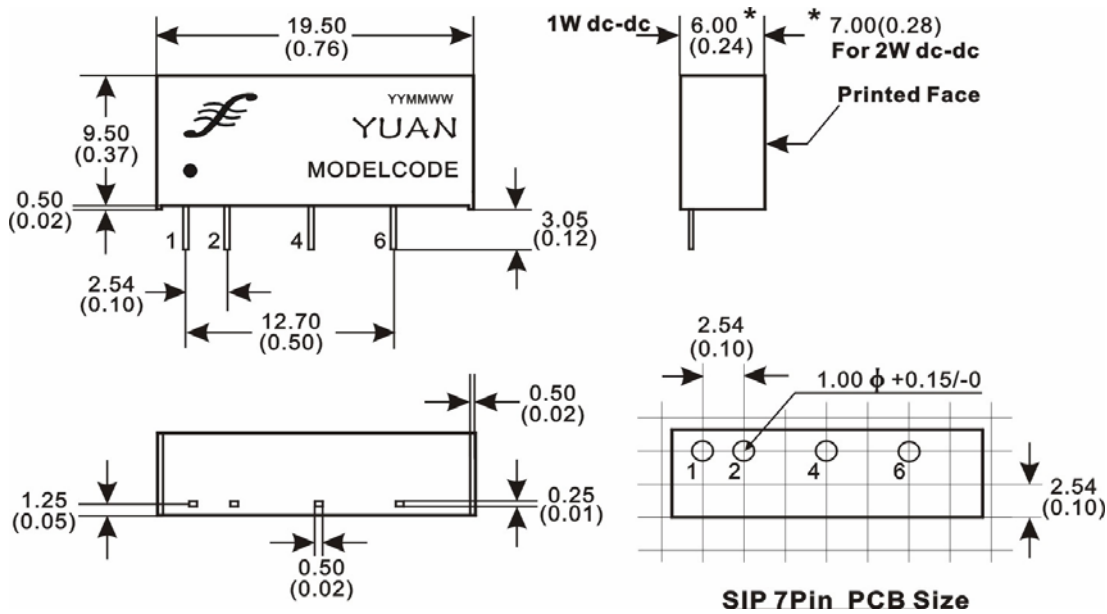 19.50
(0.76)
1W dc-dc
6.00 *
(0.24)
* 7.00(0.28)
For 2W dc-dc
Printed Face
9.50
(0.37)
YYMMWW
YUAN
MODELCODE
0.50
(0.02)
3.05
(0.12)
1 2 4 6
2.54
(0.10)
12.70
(0.50)
2.54
(0.10)
1.00 ϕ +0.15/-0
0.50
(0.02)
1 2 4 6
1.25
(0.05)
0.25
(0.01)
2.54
(0.10)
0.50
(0.02)
SIP 7Pin PCB Size